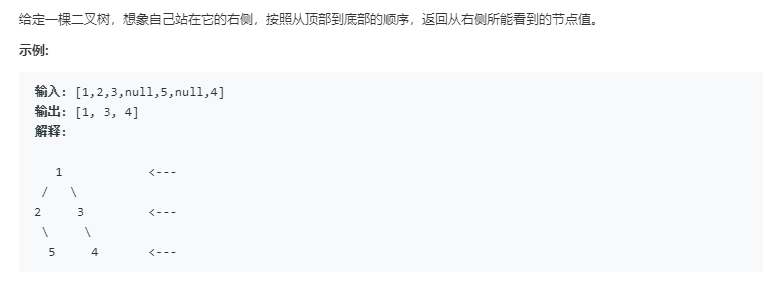 给定一棵二叉树，想象自己站在它的右侧，按照从顶部到底部的顺序，返回从右侧所能看到的节点值。
示例:
输入: [1,2,3,null,5,null,4]
输出: [1, 3, 4]
解释:
1 <---
/ \
2 3 <---
\ \
5 4 <---